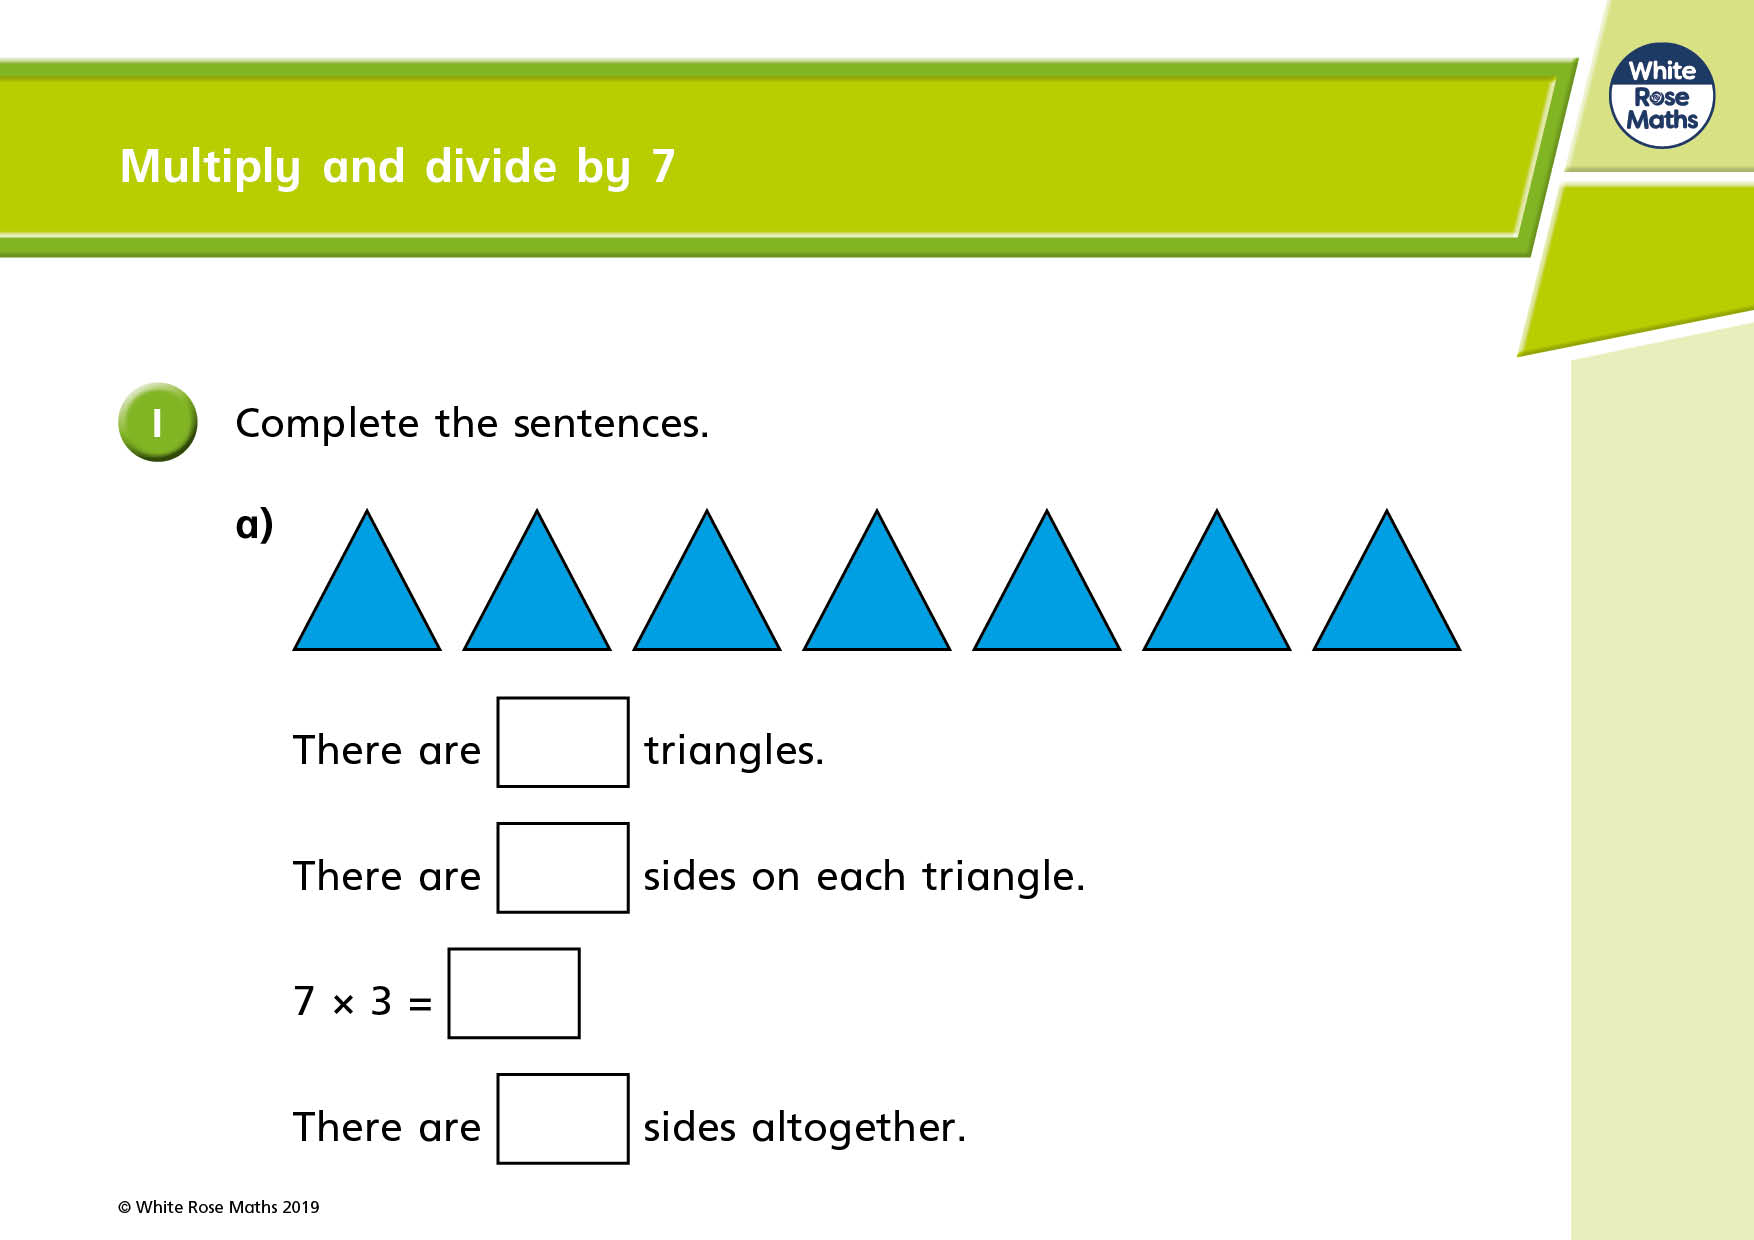 White
Rose
Maths
Multiply and divide by 7
1 Complete the sentences.
a)
There are triangles.
There are sides on each triangle.
7 × 3 =
There are sides altogether.
© White Rose Maths 2019